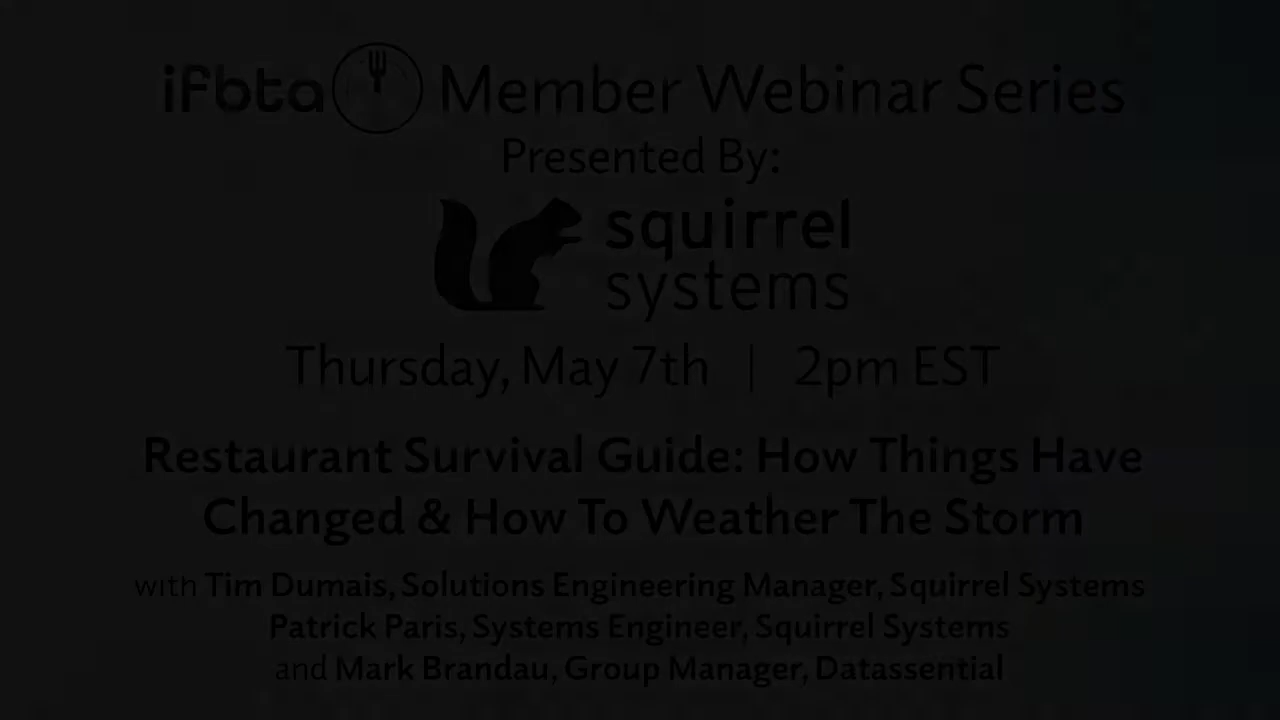 ifbta Member Webinar Series
Presented By:
squirrel
systems
Thursday, May 7th | 2pm EST
Restaurant Survival Guide: How Things Have
Changed & How To Weather The Storm
with Tim Dumais, Solutions Engineering Manager, Squirrel Systems
Patrick Paris, Systems Engineer, Squirrel Systems
and Mark Brandau, Group Manager, Datassential